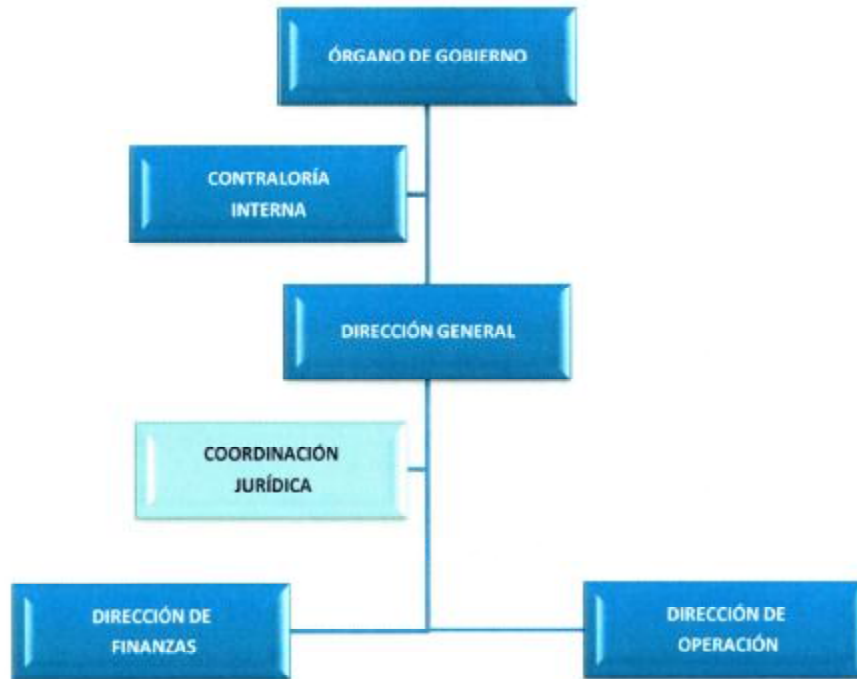 ÓRGANO DE GOBIERNO
CONTRALORÍA
INTERNA
DIRECCIÓN GENERAL
COORDINACIÓN
JURÍDICA
DIRECCIÓN DE
FINANZAS
DIRECCIÓN DE
OPERACIÓN